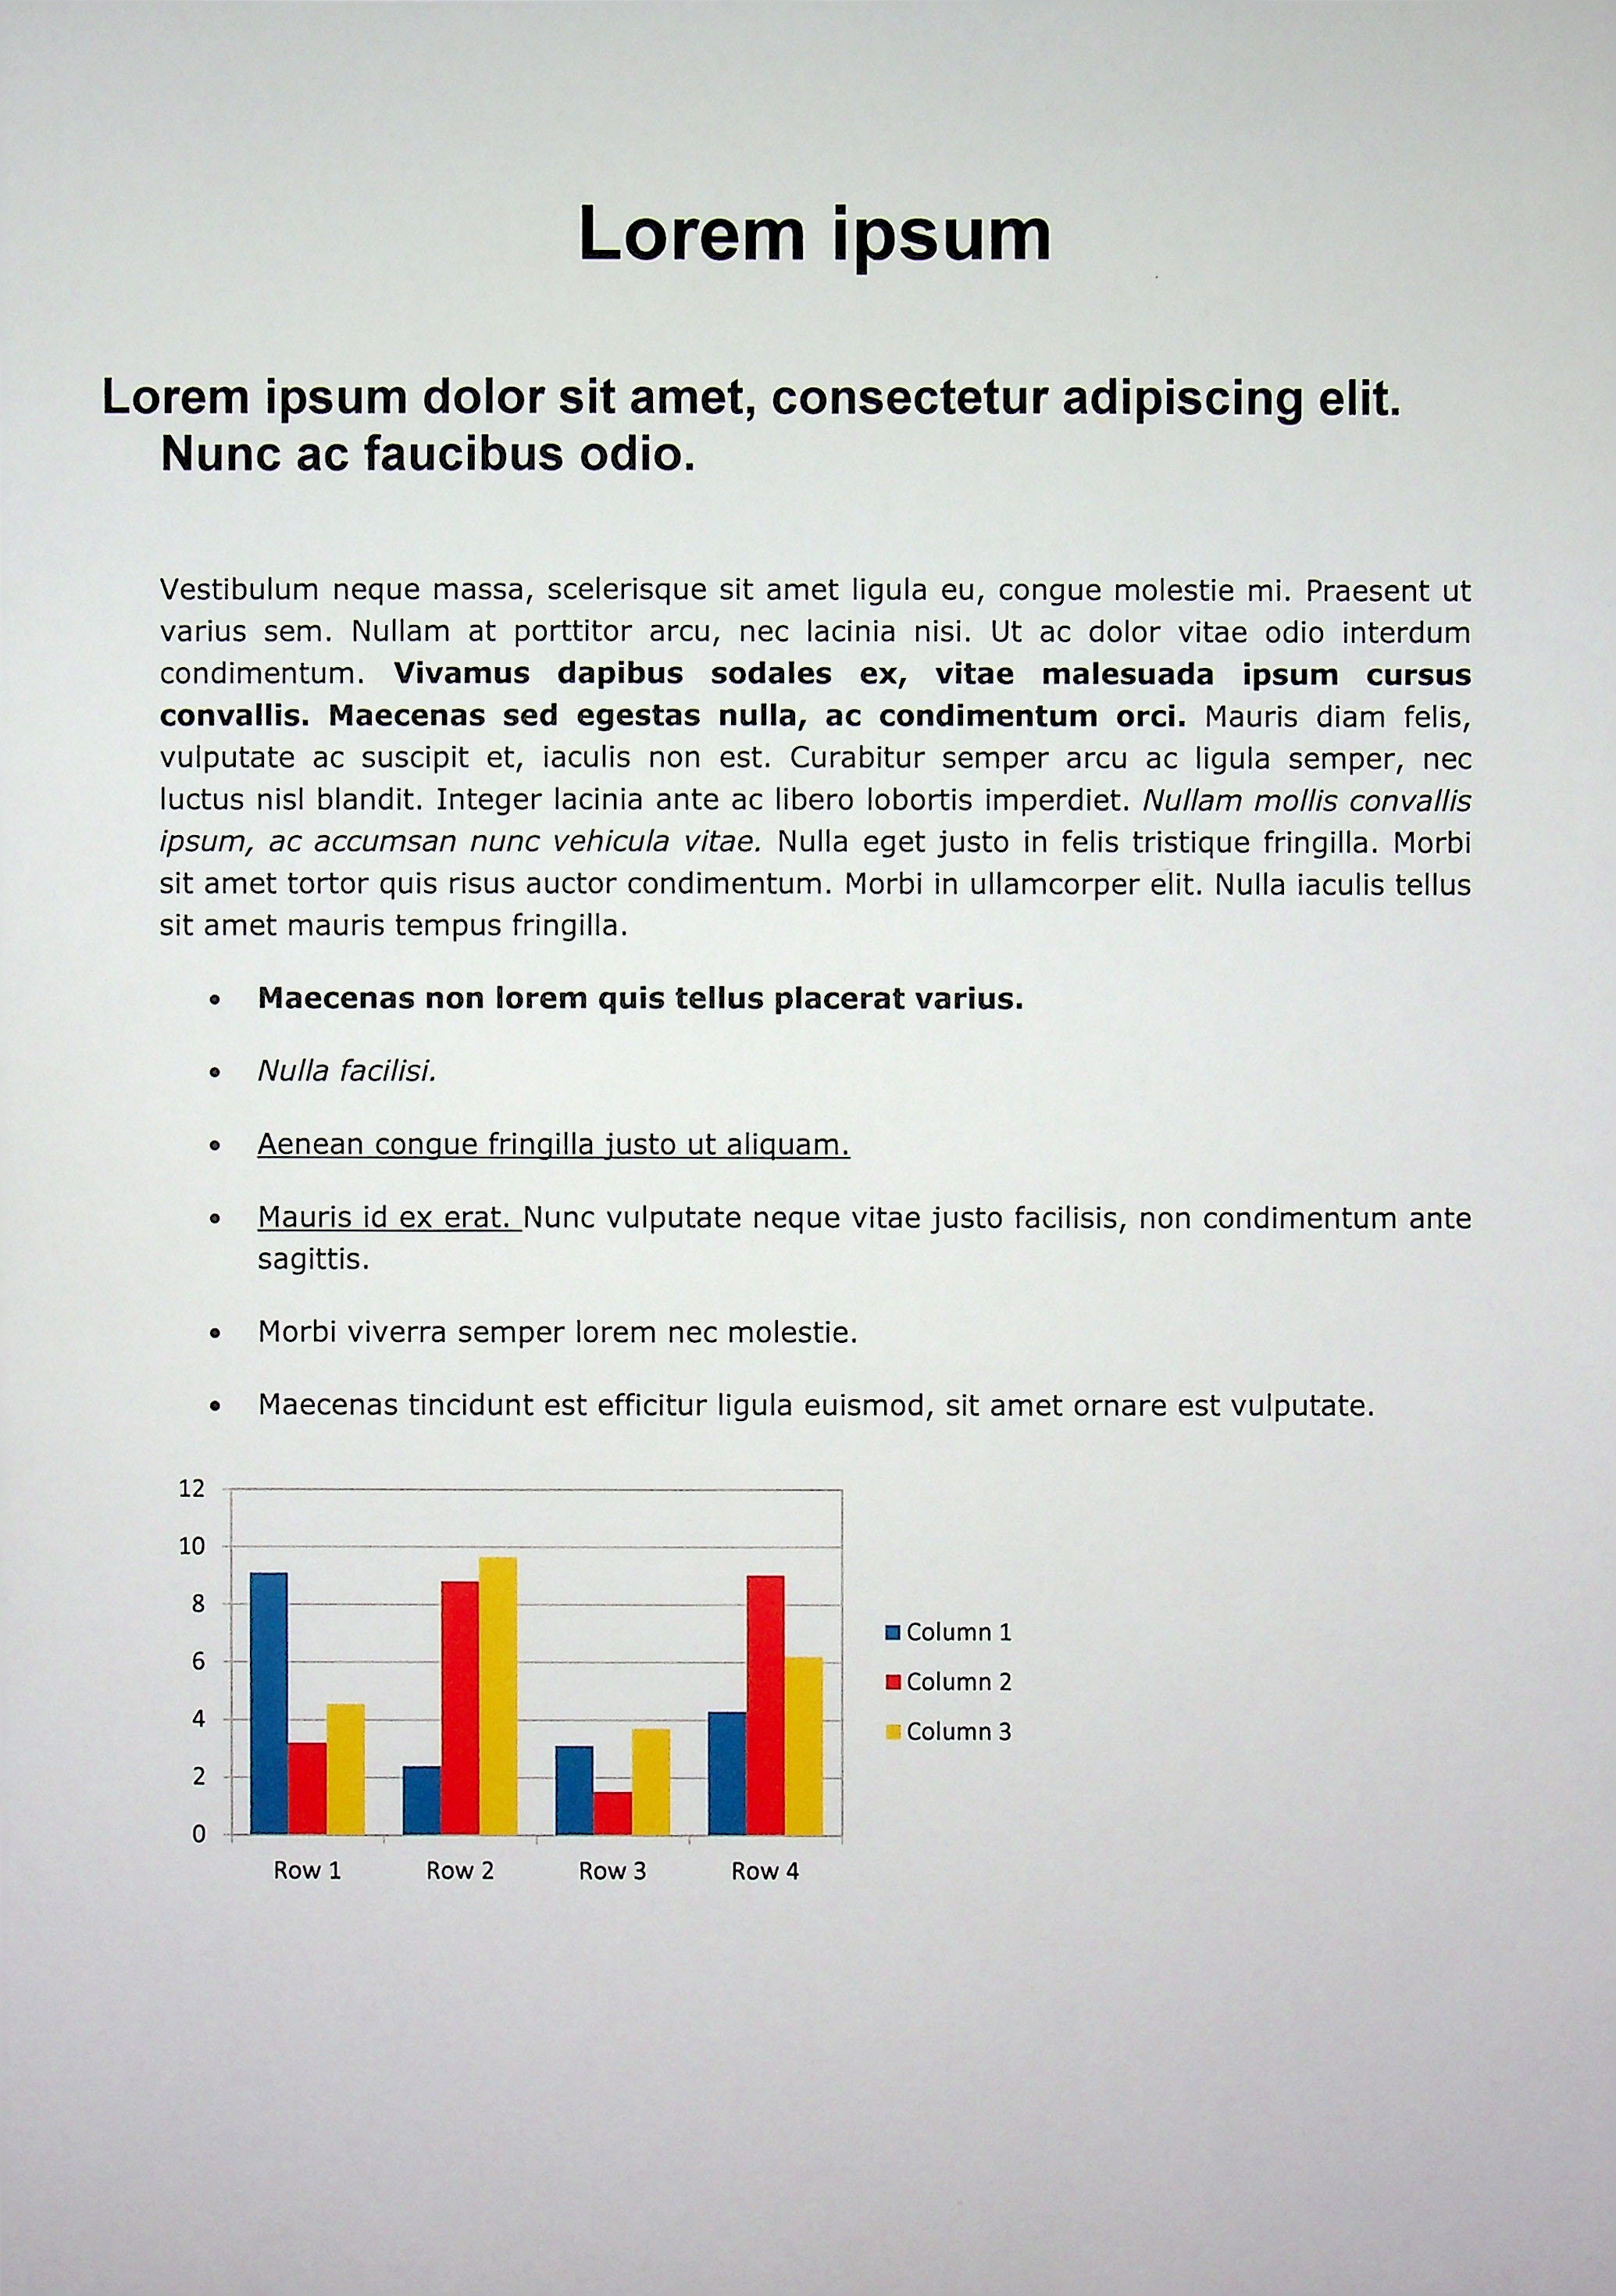 Lorem ipsum
Lorem ipsum dolor sit amet, consectetur adipiscing elit.
Nunc ac faucibus odio.
Vestibulum neque massa, scelerisque sit amet ligula eu, congue molestie mi. Praesent ut
varius sem. Nullam at porttitor arcu, nec lacinia nisi. Ut ac dolor vitae odio interdum
condimentum. Vivamus dapibus sodales ex, vitae malesuada ipsum cursus
convallis. Maecenas sed egestas nulla, ac condimentum orci. Mauris diam felis,
vulputate ac suscipit et, iaculis non est. Curabitur semper arcu ac ligula semper, nec
luctus nisl blandit. Integer lacinia ante ac libero lobortis imperdiet. Nullam mollis convallis
ipsum, ac accumsan nunc vehicula vitae. Nulla eget justo in felis tristique fringilla. Morbi
sit amet tortor quis risus auctor condimentum. Morbi in ullamcorper elit. Nulla iaculis tellus
sit amet mauris tempus fringilla.
• Maecenas non lorem quis tellus placerat varius.
• Nulla facilisi.
• Aenean congue fringilla justo ut aliquam.
• Mauris id ex erat. Nunc vulputate neque vitae justo facilisis, non condimentum ante
sagittis.
• Morbi viverra semper lorem nec molestie.
• Maecenas tincidunt est efficitur ligula euismod, sit amet ornare est vulputate.
12
10
8
6
4
2
0
Row 1 Row 2 Row 3 Row 4
Column 1
Column 2
Column 3